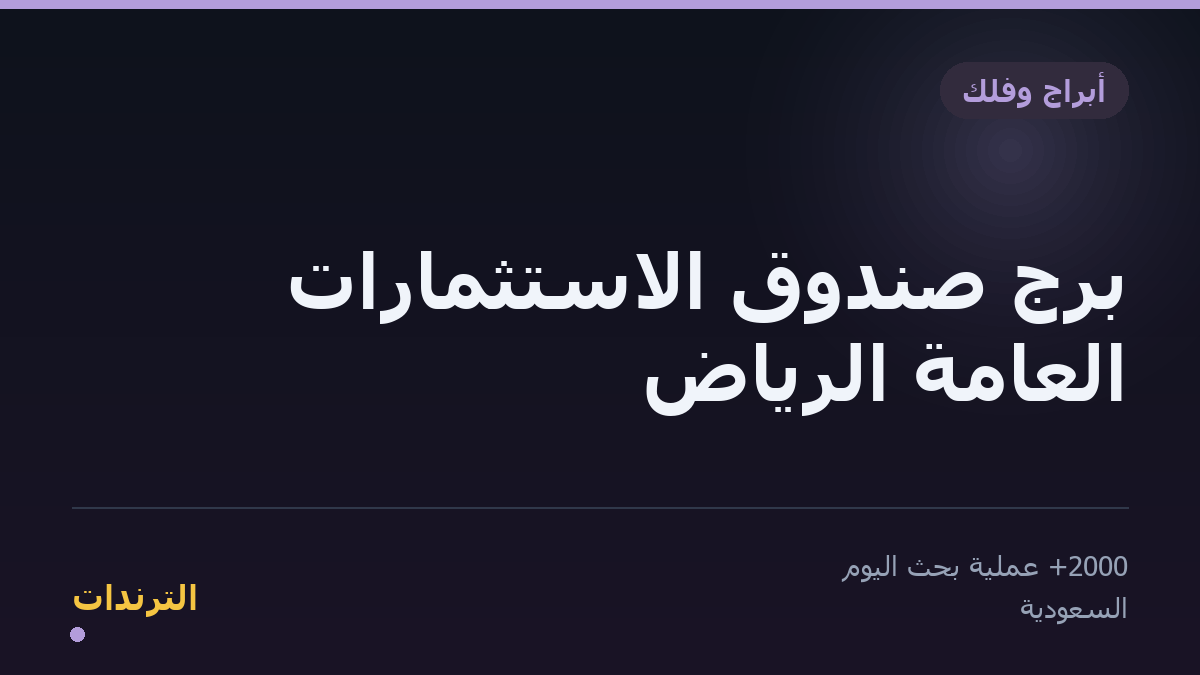 أبراج وفلك
برج صندوق الاستثمارات
العامة الرياض
2000+ عملية بحث اليوم
السعودية
الترندات